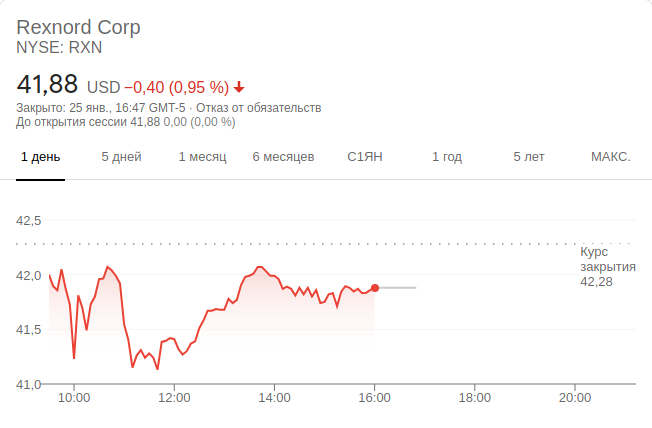 Rexnord Corp
NYSE: RXN
41,88 USD −0,40 (0,95 %)
Закрыто: 25 янв., 16:47 GMT-5 · Отказ от обязательств
До открытия сессии 41,88 0,00 (0,00 %)
1 день 5 дней 1 месяц 6 месяцев С1ЯН 1 год 5 лет МАКС.
42,5
Курс
закрытия
42,28
42,0
41,5
41,0
10:00 12:00 14:00 16:00 18:00 20:00